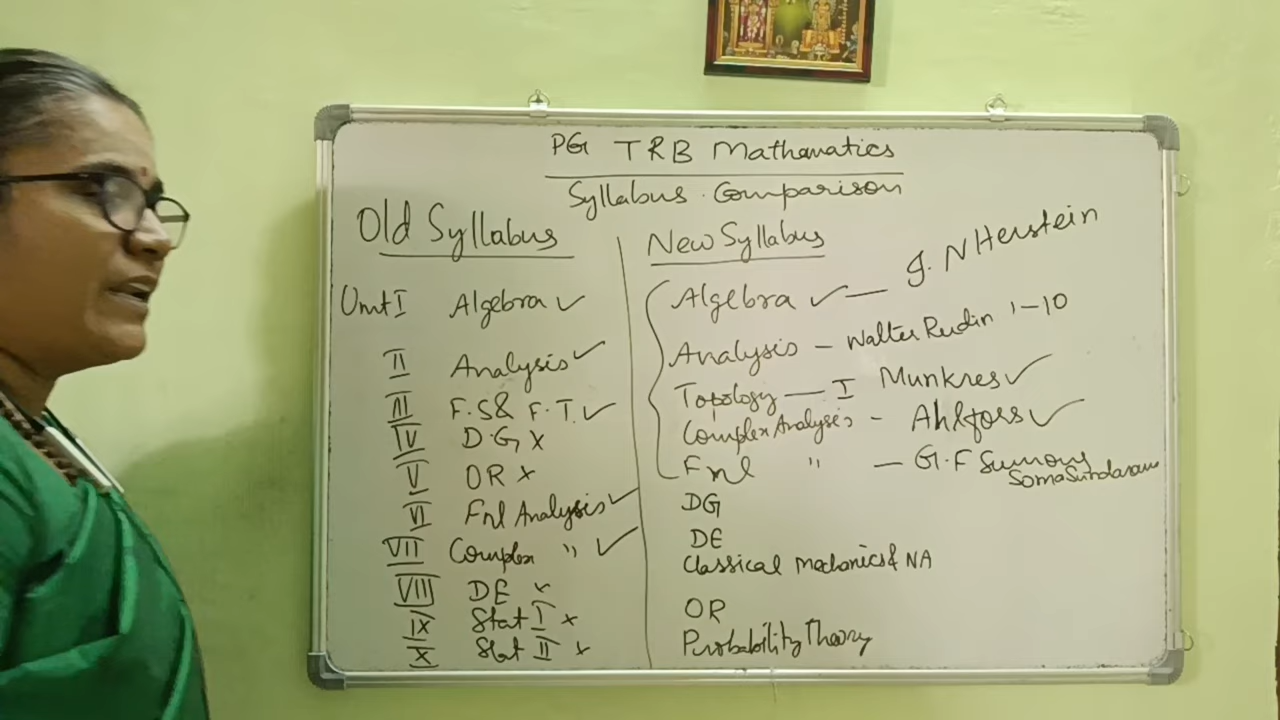 PG TRB Mathematics
Syllabus Comparison
Old Syllabus
Unit I Algebra ✓
II Analysis ✓
III F.S & F.T. ✓
IV D.G x
V OR x
VI Fnl Analysis ✓
VII Complex " ✓
VIII DE x
IX Stat I x
X Stat II x
New Syllabus
Algebra ✓ — I. N Herstein
Analysis — Walter Rudin 1-10
Topology — I Munkres ✓
Complex Analysis - Ahlfors ✓
Fnl " — G.F
Somasundaram
DG
DE
Classical Mechanics & NA
OR
Probability Theory